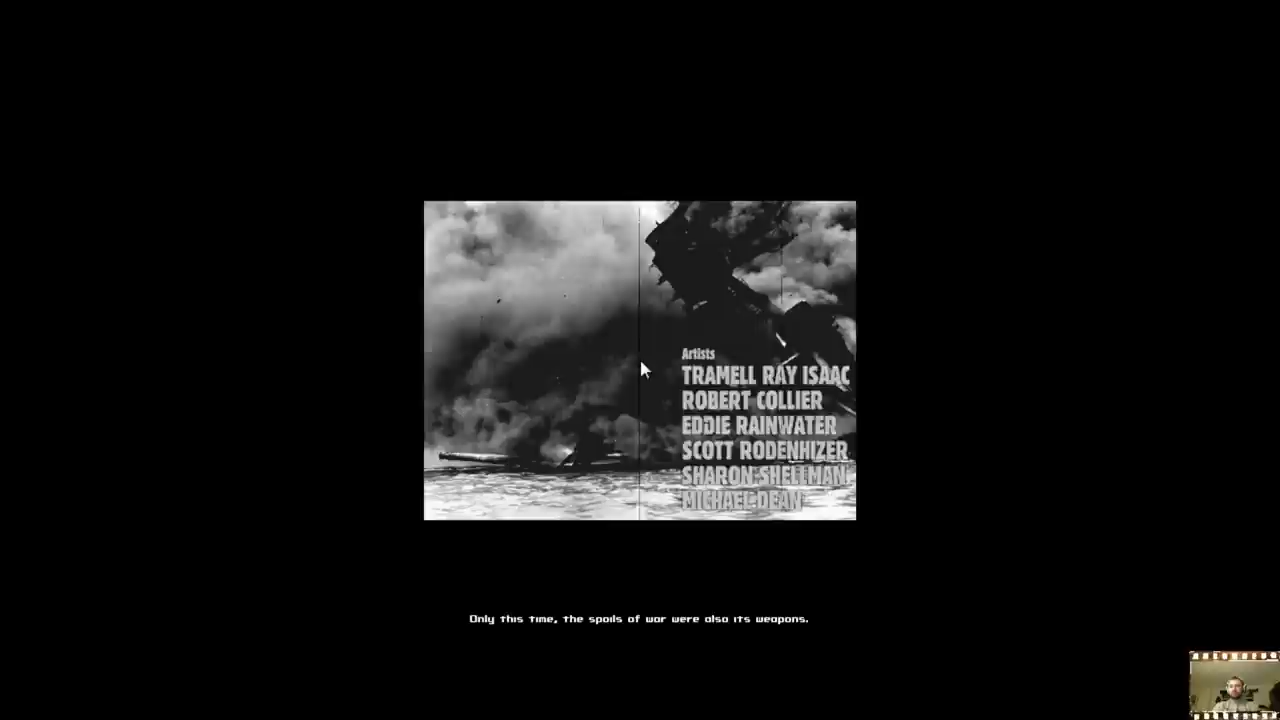 Artists
TRAMELL RAY ISAAC
ROBERT COLLIER
EDDIE RAINWATER
SCOTT RODENHIZER
SHARON SHELLMAN
MICHAEL DEAN
Only this time, the spoils of war were also its weapons.